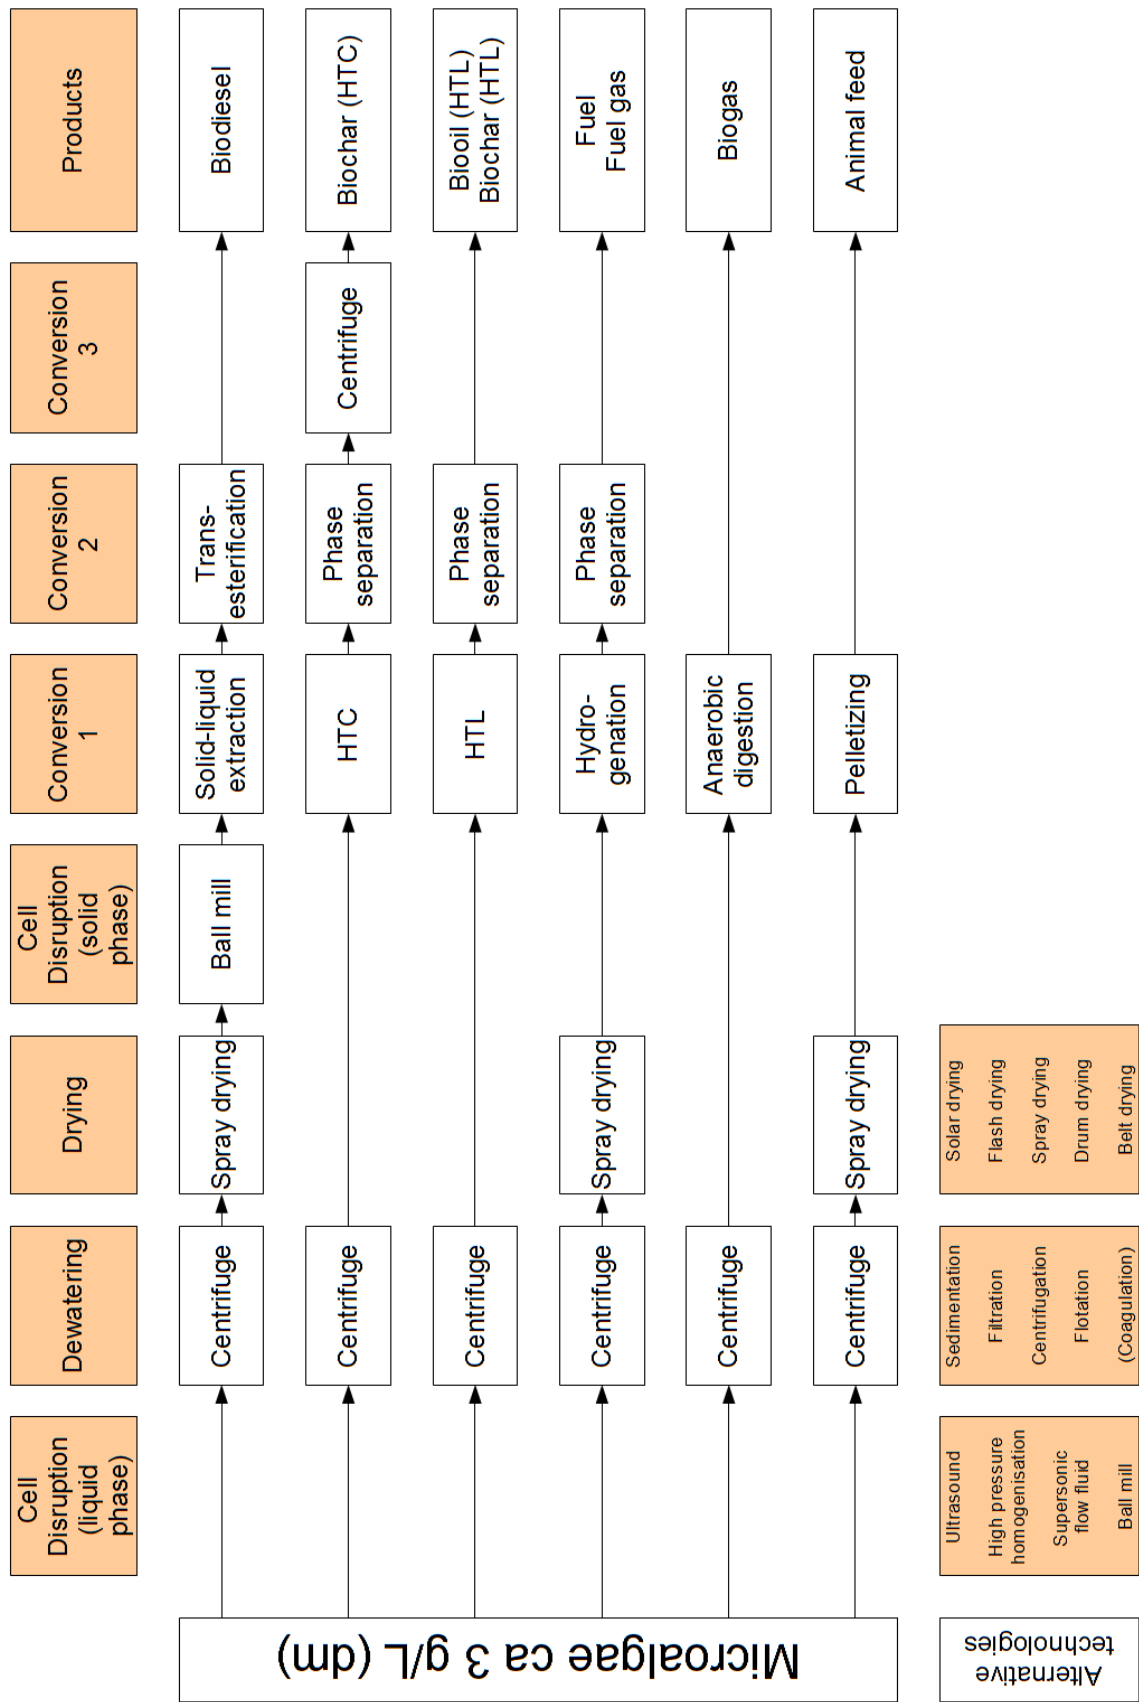 Cell
Disruption
(liquid
phase)
Dewatering
Drying
Cell
Disruption
(solid
phase)
Conversion
1
Conversion
2
Conversion
3
Products
Microalgae ca 3 g/L (dm)
Centrifuge
Spray drying
Ball mill
Solid-liquid
extraction
Trans-
esterification
Biodiesel
Centrifuge
HTC
Phase
separation
Centrifuge
Biochar (HTC)
Centrifuge
HTL
Phase
separation
Biooil (HTL)
Biochar (HTL)
Centrifuge
Spray drying
Hydro-
genation
Phase
separation
Fuel
Fuel gas
Centrifuge
Anaerobic
digestion
Biogas
Centrifuge
Spray drying
Pelletizing
Animal feed
Alternative
technologies
Ultrasound
High pressure
homogenisation
Supersonic
flow fluid
Ball mill
Sedimentation
Filtration
Centrifugation
Flotation
(Coagulation)
Solar drying
Flash drying
Spray drying
Drum drying
Belt drying